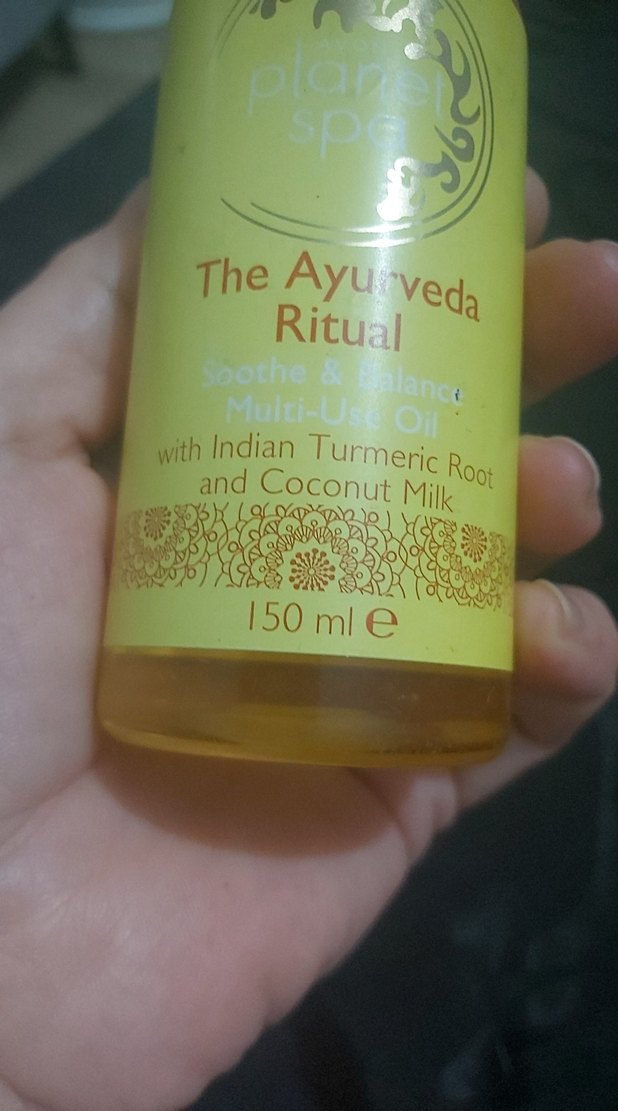 AVON
planet
spa
The Ayurveda
Ritual
Soothe & Balance
Multi-Use Oil
with Indian Turmeric Root
and Coconut Milk
150 ml e